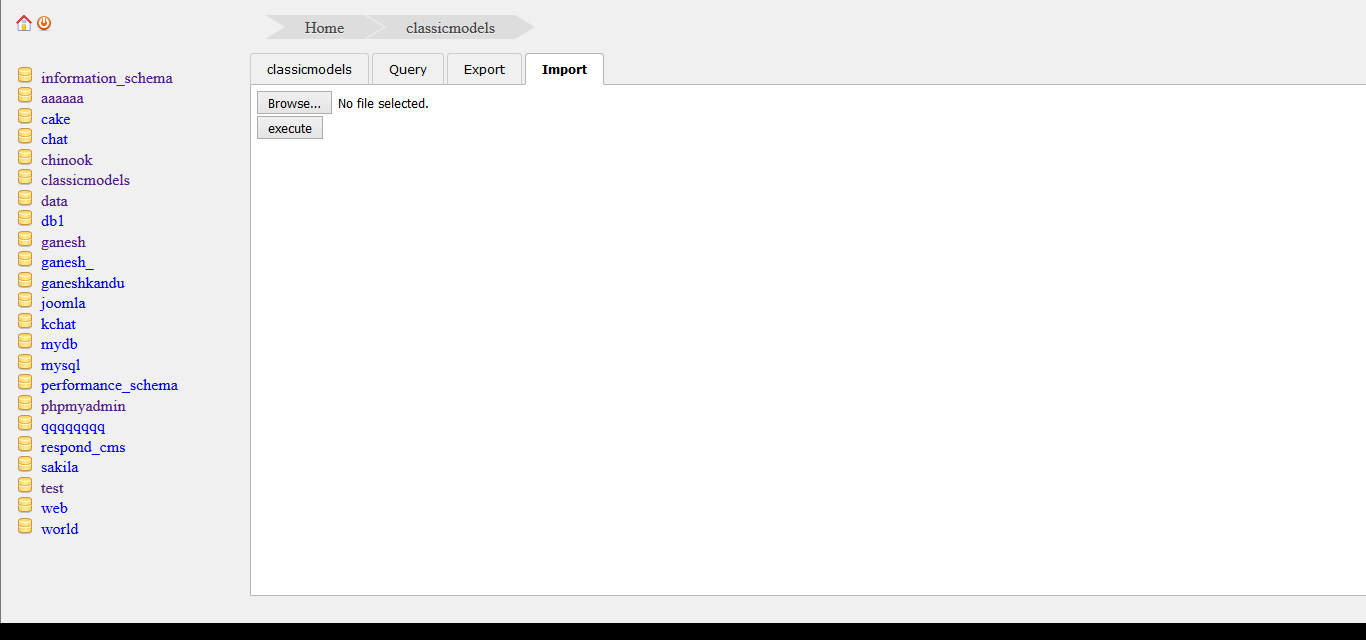 Home classicmodels
classicmodels Query Export Import
Browse... No file selected.
execute
information_schema
aaaaaa
cake
chat
chinook
classicmodels
data
db1
ganesh
ganesh_
ganeshkandu
joomla
kchat
mydb
mysql
performance_schema
phpmyadmin
qqqqqqqq
respond_cms
sakila
test
web
world